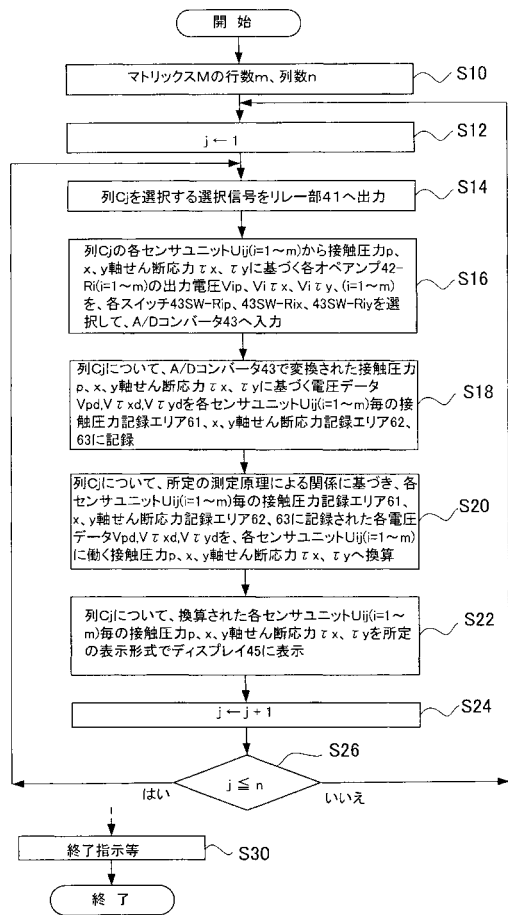 開 始
マトリックスMの行数m、列数n
S10
j ← 1
S12
列Cjを選択する選択信号をリレー部41へ出力
S14
列Cjの各センサユニットUij(i=1~m)から接触圧力p、
x、y軸せん断応力τx、τyに基づく各オペアンプ42-
Ri(i=1~m)の出力電圧Vip、Viτx、Viτy、(i=1~m)
を、各スイッチ43SW-Rip、43SW-Rix、43SW-Riyを選
択して、A/Dコンバータ43へ入力
S16
列Cjについて、A/Dコンバータ43で変換された接触圧力
p、x、y軸せん断応力τx、τyに基づく電圧データ
Vpd,Vτxd,Vτydを各センサユニットUij(i=1~m)毎の接
触圧力記録エリア61、x、y軸せん断応力記録エリア62、
63に記録
S18
列Cjについて、所定の測定原理による関係に基づき、各
センサユニットUij(i=1~m)毎の接触圧力記録エリア61、
x、y軸せん断応力記録エリア62、63に記録された各電圧
データVpd,Vτxd,Vτydを、各センサユニットUij(i=1~m)
に働く接触圧力p、x、y軸せん断応力τx、τyへ換算
S20
列Cjについて、換算された各センサユニットUij(i=1~
m)毎の接触圧力p、x、y軸せん断応力τx、τyを所定
の表示形式でディスプレイ45に表示
S22
j ← j + 1
S24
S26
j ≦ n
はい
いいえ
終了指示等
S30
終 了